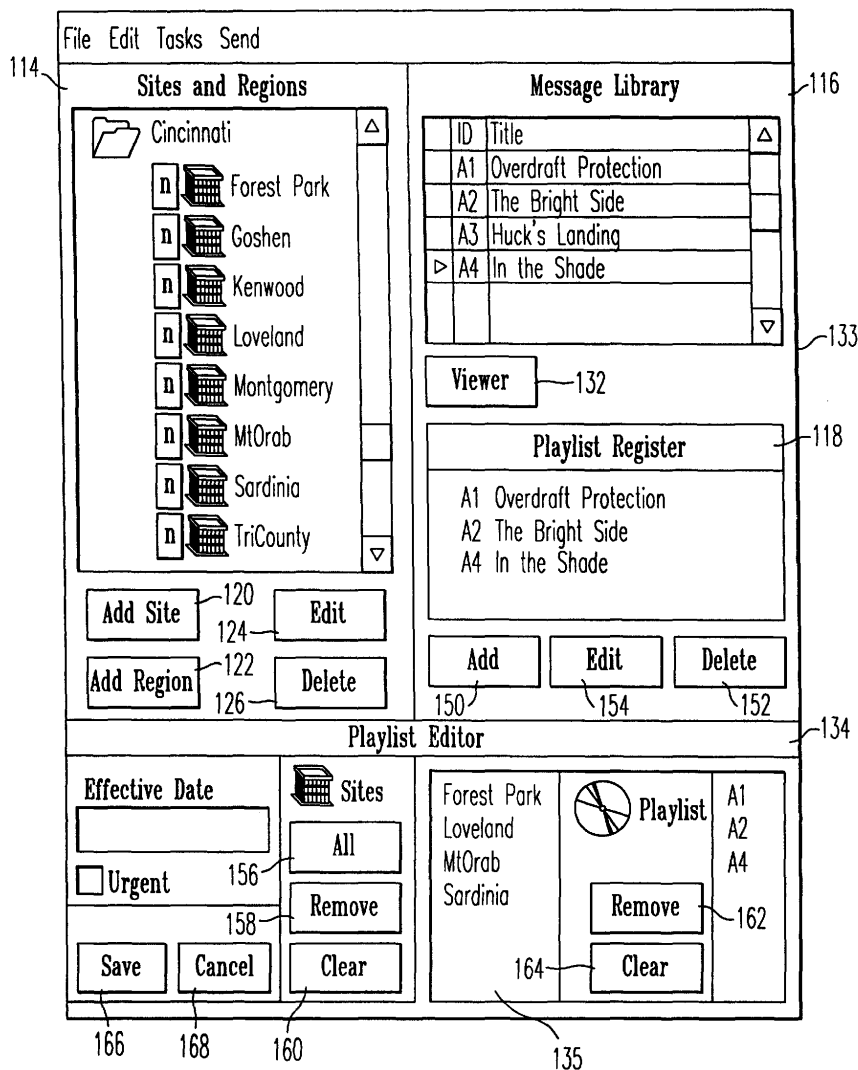 File Edit Tasks Send
114
Sites and Regions
Cincinnati
n Forest Park
n Goshen
n Kenwood
n Loveland
n Montgomery
n MtOrab
n Sardinia
n TriCounty
Add Site
120
Edit
124
Add Region
122
Delete
126
Message Library
116
ID Title
A1 Overdraft Protection
A2 The Bright Side
A3 Huck's Landing
A4 In the Shade
133
Viewer
132
118
Playlist Register
A1 Overdraft Protection
A2 The Bright Side
A4 In the Shade
Add
Edit
Delete
150
154
152
Playlist Editor
134
Effective Date
Urgent
Save
Cancel
166
168
Sites
All
156
Remove
158
Clear
160
Forest Park
Loveland
MtOrab
Sardinia
135
Playlist
Remove
162
Clear
164
A1
A2
A4